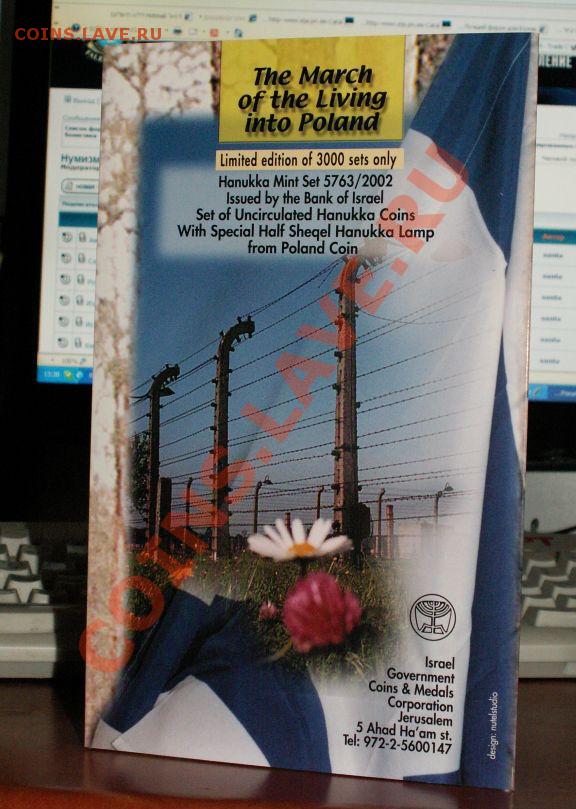 COINS.LAVE.RU
The March
of the Living
into Poland
Limited edition of 3000 sets only
Hanukka Mint Set 5763/2002
Issued by the Bank of Israel
Set of Uncirculated Hanukka Coins
With Special Half Sheqel Hanukka Lamp
from Poland Coin
COINS.LAVE.RU
Israel
Government
Coins & Medals
Corporation
Jerusalem
5 Ahad Ha'am st.
Tel: 972-2-5600147
design: nutelstudio